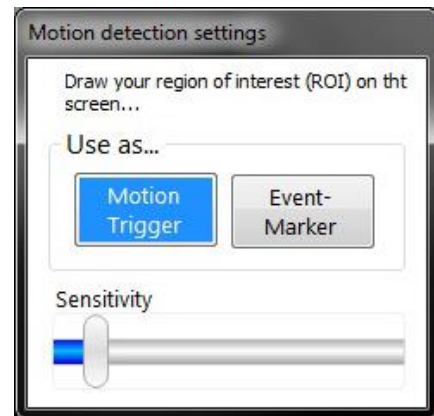 Motion detection settings
Draw your region of interest (ROI) on tht
screen...
Use as...
Motion
Trigger
Event-
Marker
Sensitivity